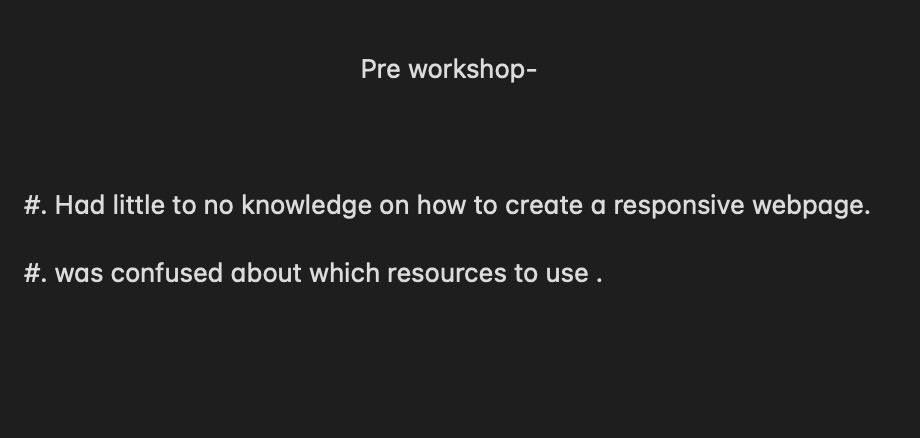 Pre workshop-
#. Had little to no knowledge on how to create a responsive webpage.
#. was confused about which resources to use .